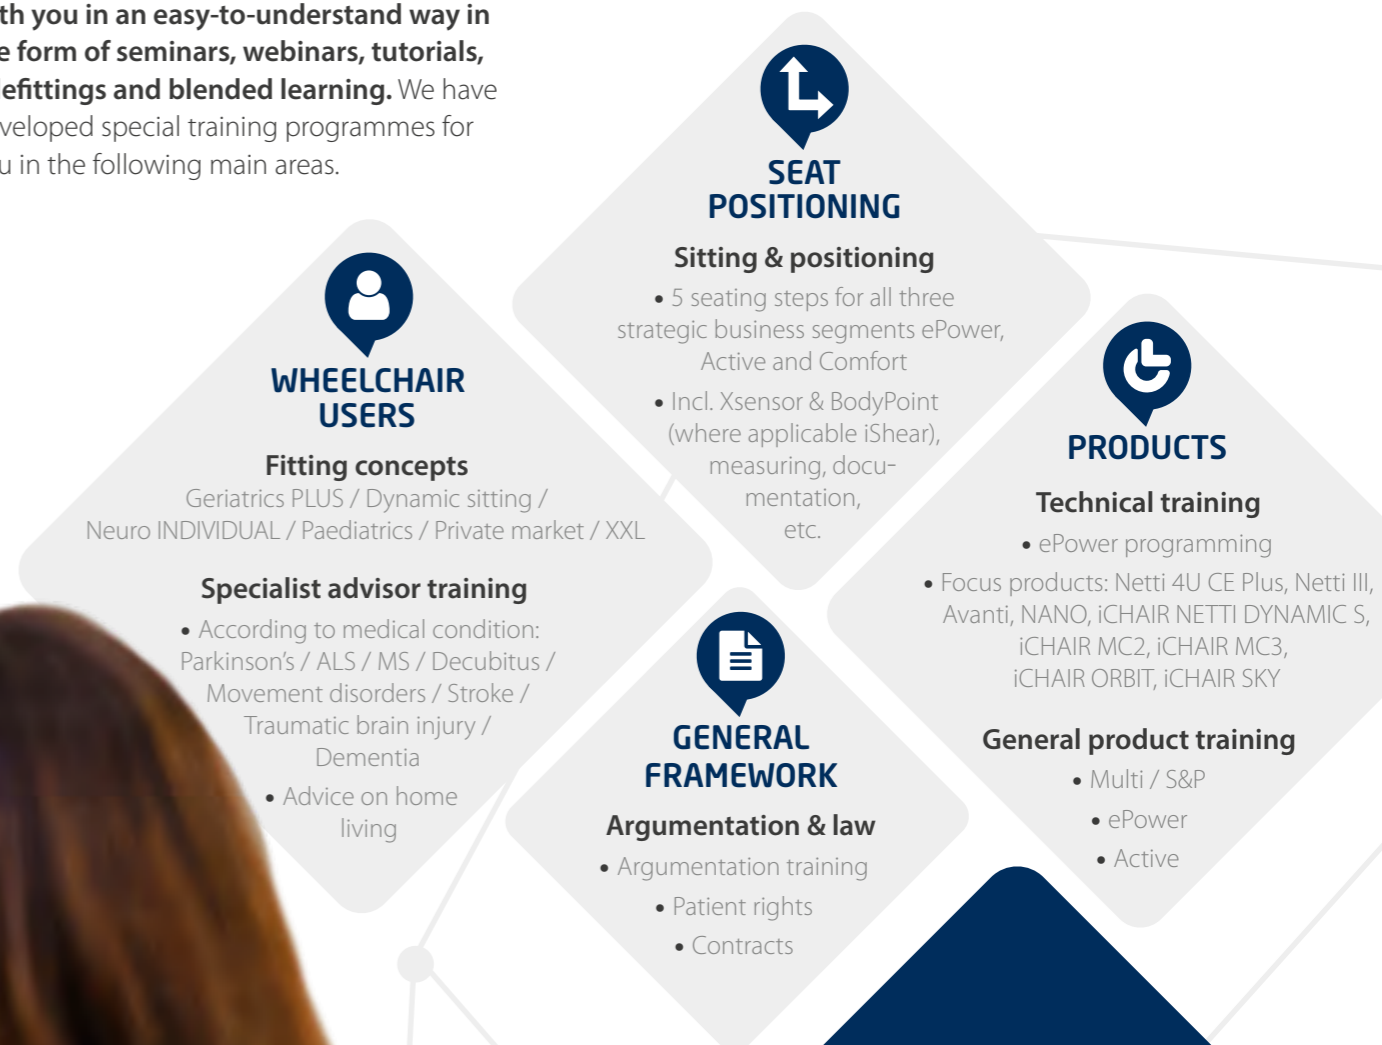 th you in an easy-to-understand way in
e form of seminars, webinars, tutorials,
lefittings and blended learning. We have
veloped special training programmes for
u in the following main areas.
SEAT
POSITIONING
Sitting & positioning
• 5 seating steps for all three
strategic business segments ePower,
Active and Comfort
• Incl. Xsensor & BodyPoint
(where applicable iShear),
measuring, docu-
mentation,
etc.
WHEELCHAIR
USERS
Fitting concepts
Geriatrics PLUS / Dynamic sitting /
Neuro INDIVIDUAL / Paediatrics / Private market / XXL
Specialist advisor training
• According to medical condition:
Parkinson’s / ALS / MS / Decubitus /
Movement disorders / Stroke /
Traumatic brain injury /
Dementia
• Advice on home
living
PRODUCTS
Technical training
• ePower programming
• Focus products: Netti 4U CE Plus, Netti III,
Avanti, NANO, iCHAIR NETTI DYNAMIC S,
iCHAIR MC2, iCHAIR MC3,
iCHAIR ORBIT, iCHAIR SKY
General product training
• Multi / S&P
• ePower
• Active
GENERAL
FRAMEWORK
Argumentation & law
• Argumentation training
• Patient rights
• Contracts